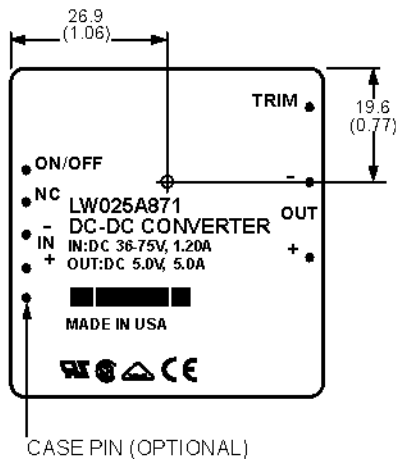 26.9
(1.06)
TRIM
19.6
(0.77)
ON/OFF
NC
-
-
IN
+
OUT
+
LW025A871
DC-DC CONVERTER
IN:DC 36-75V, 1.20A
OUT:DC 5.0V, 5.0A
MADE IN USA
CE
CASE PIN (OPTIONAL)